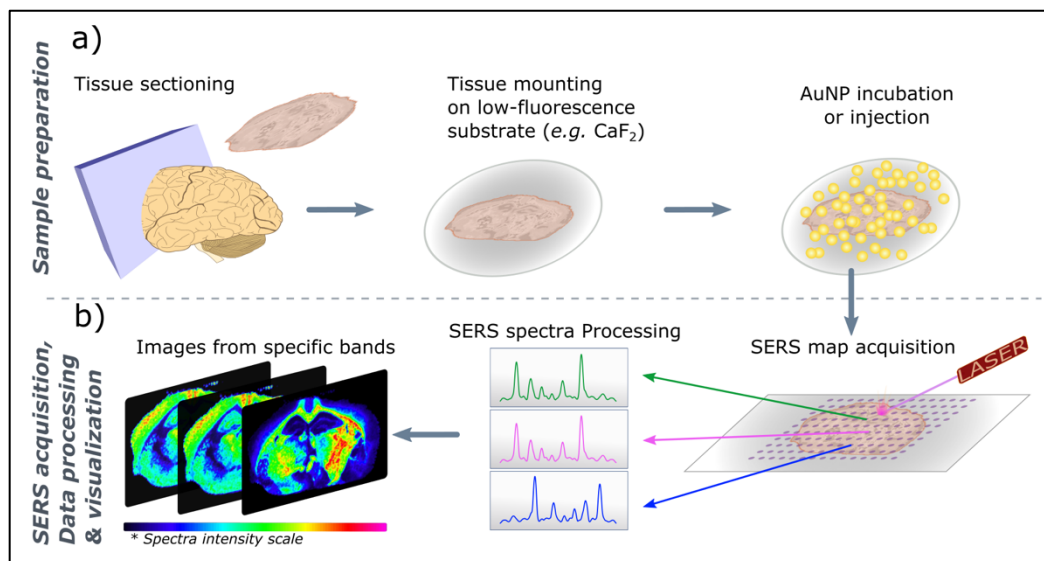 a)
Sample preparation
Tissue sectioning
Tissue mounting
on low-fluorescence
substrate (e.g. CaF₂)
AuNP incubation
or injection
b)
SERS acquisition,
Data processing
& visualization
Images from specific bands
* Spectra intensity scale
SERS spectra Processing
SERS map acquisition
LASER